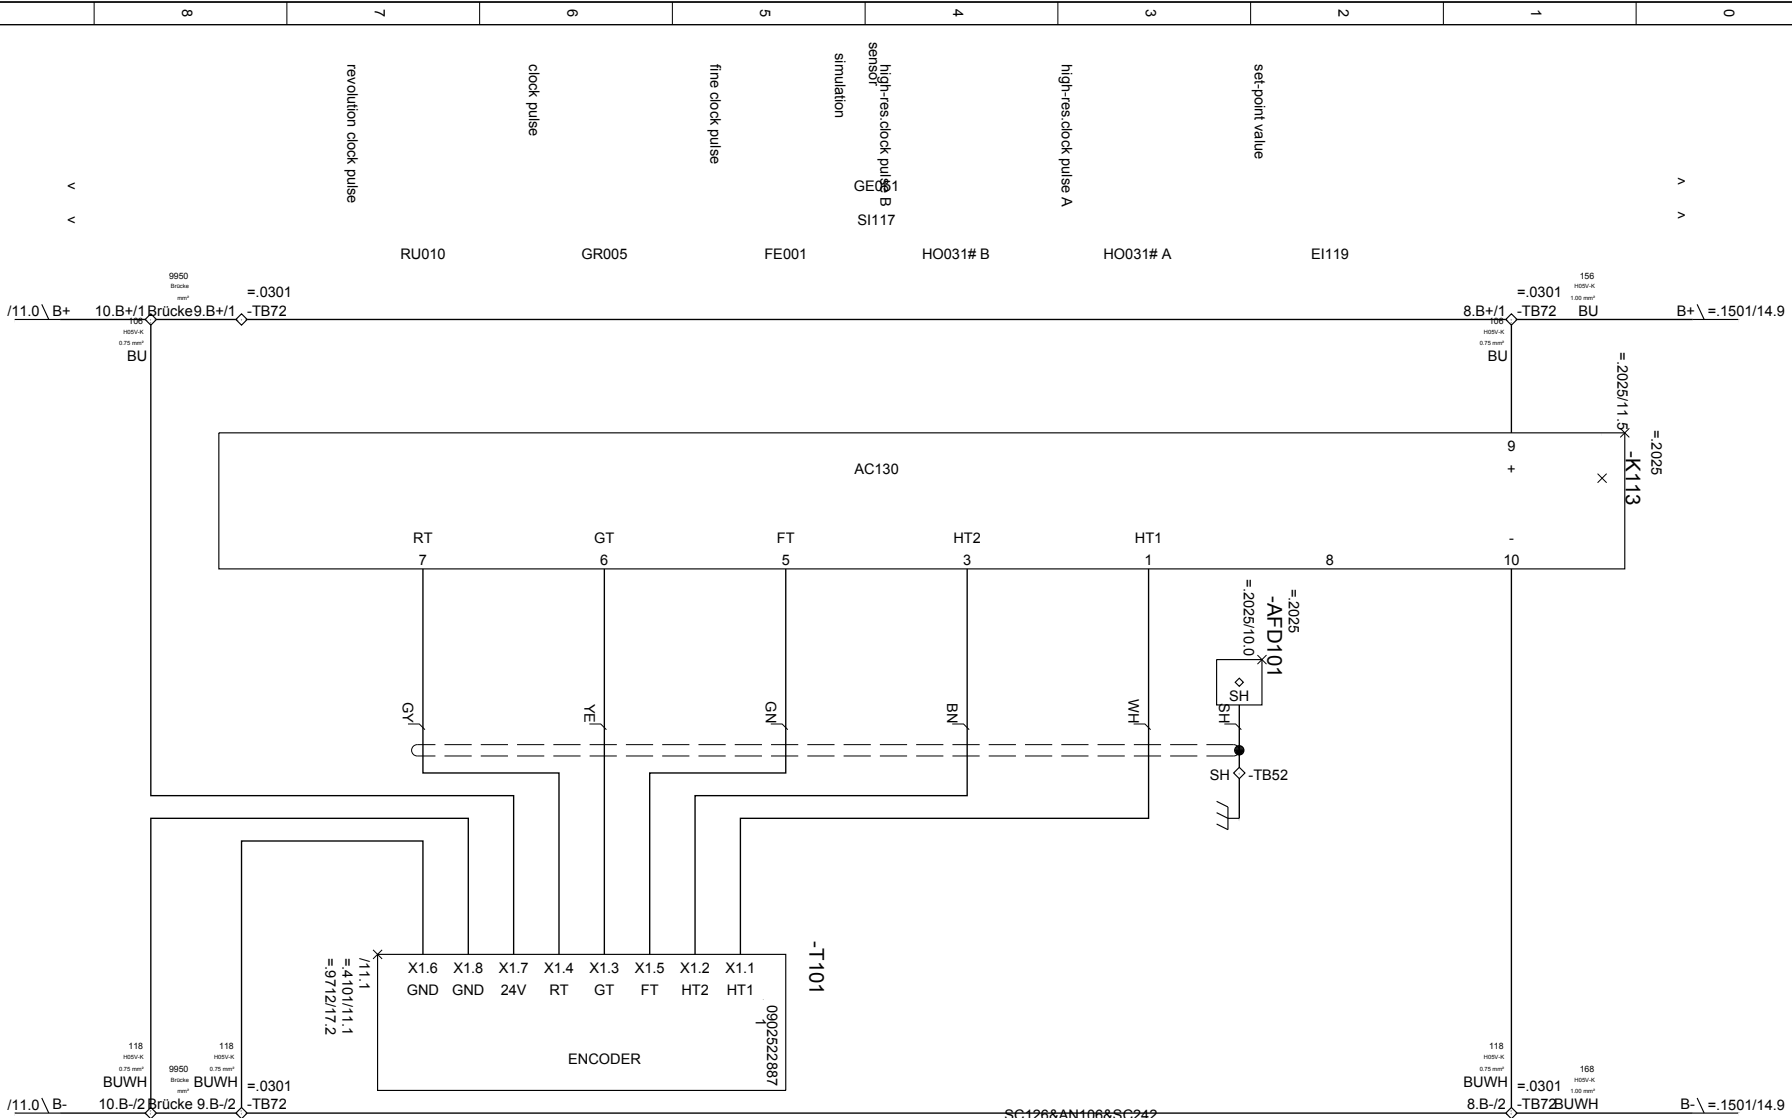 8 7 6 5 4 3 2 1 0
revolution clock pulse
clock pulse
fine clock pulse
simulation
sensor
high-res.clock pulse B
high-res.clock pulse A
set-point value
< GE051 >
< SI117 >
RU010 GR005 FE001 HO031# B HO031# A EI119
9950
Brücke
mm²
=.0301
156
H05V-K
1.00 mm²
=.0301
/11.0 \ B+ 10.B+/1 Brücke 9.B+/1 -TB72 8.B+/1 -TB72 BU B+ \ =.1501/14.9
106
H05V-K
0.75 mm²
BU
106
H05V-K
0.75 mm²
BU
=.2025/11.5
=.2025
-K113
9
AC130 +
RT GT FT HT2 HT1 -
7 6 5 3 1 8 10
=.2025
-AFD101
=.2025/10.0
SH
GY YE GN BN WH SH
SH -TB52
-T101
/11.1
=.4101/11.1
=.9712/17.2
X1.6 X1.8 X1.7 X1.4 X1.3 X1.5 X1.2 X1.1
GND GND 24V RT GT FT HT2 HT1
0902522887
1
ENCODER
118
H05V-K
0.75 mm²
BUWH
9950
Brücke
mm²
118
H05V-K
0.75 mm²
BUWH
=.0301
118
H05V-K
0.75 mm²
BUWH
=.0301
168
H05V-K
1.00 mm²
/11.0 \ B- 10.B-/2 Brücke 9.B-/2 -TB72 SC126&AN106&SC242 8.B-/2 -TB72 BUWH B- \ =.1501/14.9